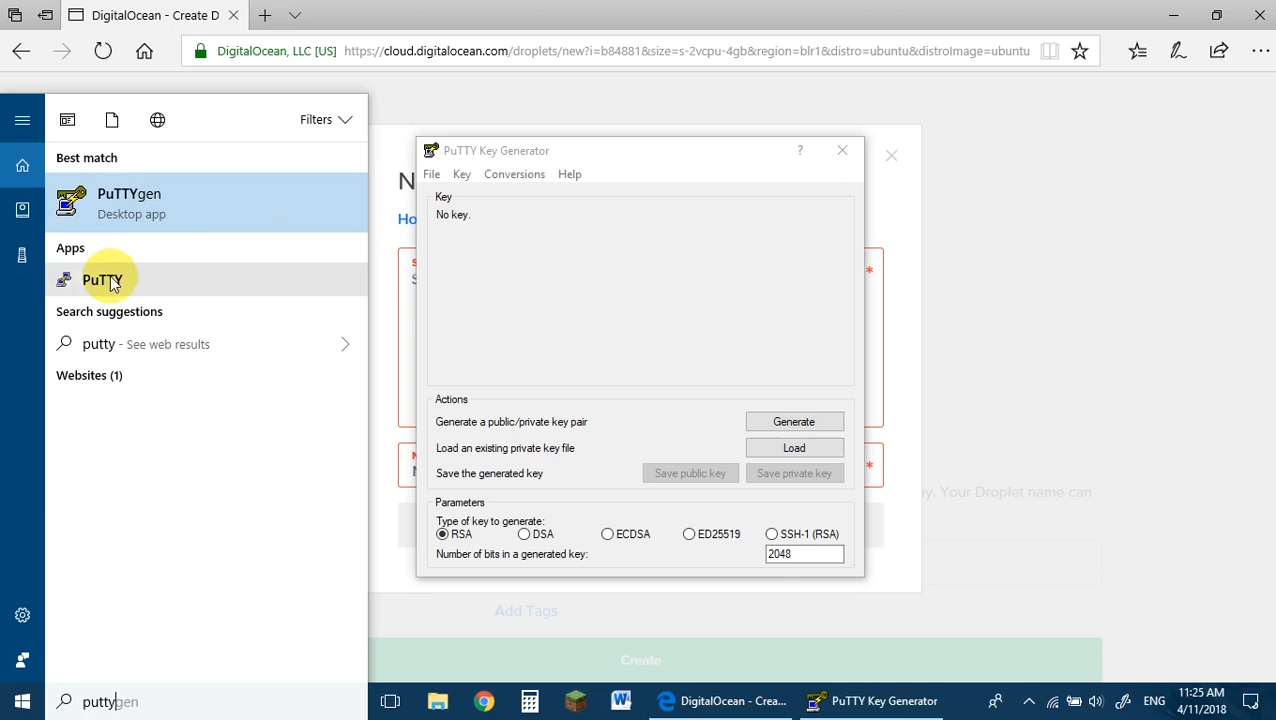 DigitalOcean - Create D
DigitalOcean, LLC [US] https://cloud.digitalocean.com/droplets/new?i=b84881&size=s-2vcpu-4gb&region=blr1&distro=ubuntu&distroImage=ubuntu
Filters
Best match
PuTTYgen
Desktop app
Apps
PuTTY
Search suggestions
putty - See web results
Websites (1)
puttygen
PuTTY Key Generator
?
File Key Conversions Help
Key
No key.
Actions
Generate a public/private key pair Generate
Load an existing private key file Load
Save the generated key Save public key Save private key
Parameters
Type of key to generate:
RSA DSA ECDSA ED25519 SSH-1 (RSA)
Number of bits in a generated key: 2048
N
Ho
*
*
. Your Droplet name can
Add Tags
Create
DigitalOcean - Crea...
PuTTY Key Generator
ENG
11:25 AM
4/11/2018